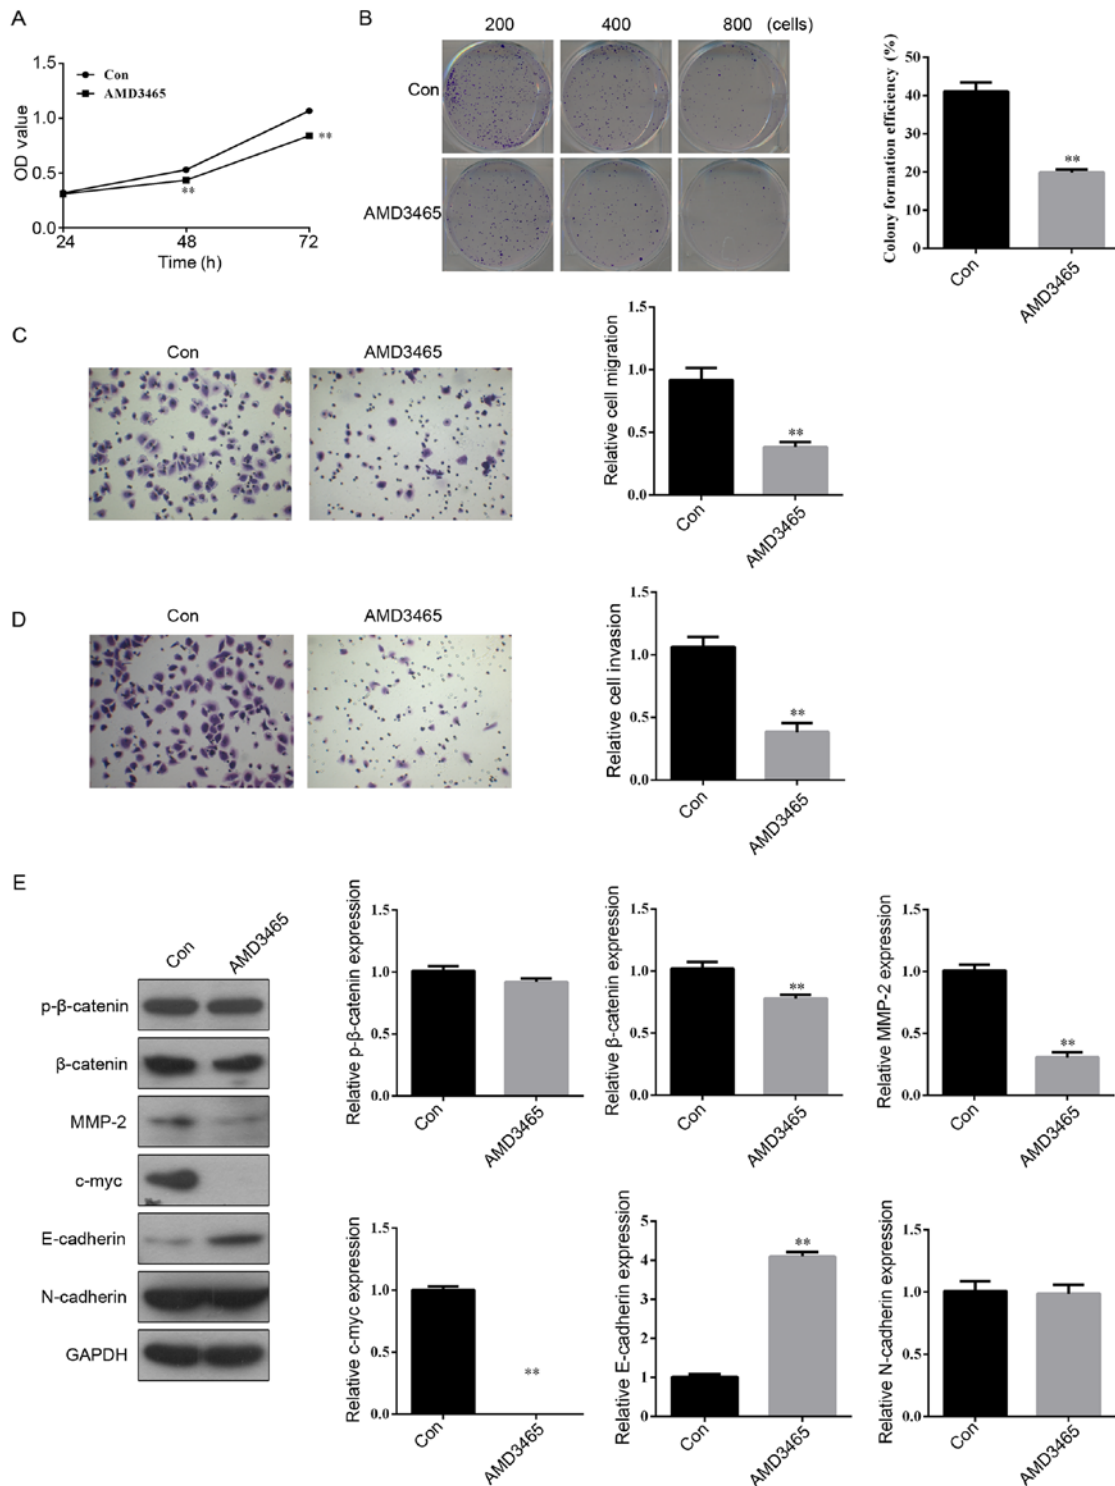 A
1.5
1.0
0.5
0.0
OD value
Con
AMD3465
**
**
24 48 72
Time (h)
B
200 400 800 (cells)
Con
AMD3465
Colony formation efficiency (%)
50
40
30
20
10
0
**
Con
AMD3465
C
Con AMD3465
Relative cell migration
1.5
1.0
0.5
0.0
**
Con
AMD3465
D
Con AMD3465
Relative cell invasion
1.5
1.0
0.5
0.0
**
Con
AMD3465
E
Con
AMD3465
p-β-catenin
β-catenin
MMP-2
c-myc
E-cadherin
N-cadherin
GAPDH
Relative p-β-catenin expression
1.5
1.0
0.5
0.0
Con
AMD3465
Relative β-catenin expression
1.5
1.0
0.5
0.0
**
Con
AMD3465
Relative MMP-2 expression
1.5
1.0
0.5
0.0
**
Con
AMD3465
Relative c-myc expression
1.5
1.0
0.5
0.0
**
Con
AMD3465
Relative E-cadherin expression
5
4
3
2
1
0
**
Con
AMD3465
Relative N-cadherin expression
1.5
1.0
0.5
0.0
Con
AMD3465